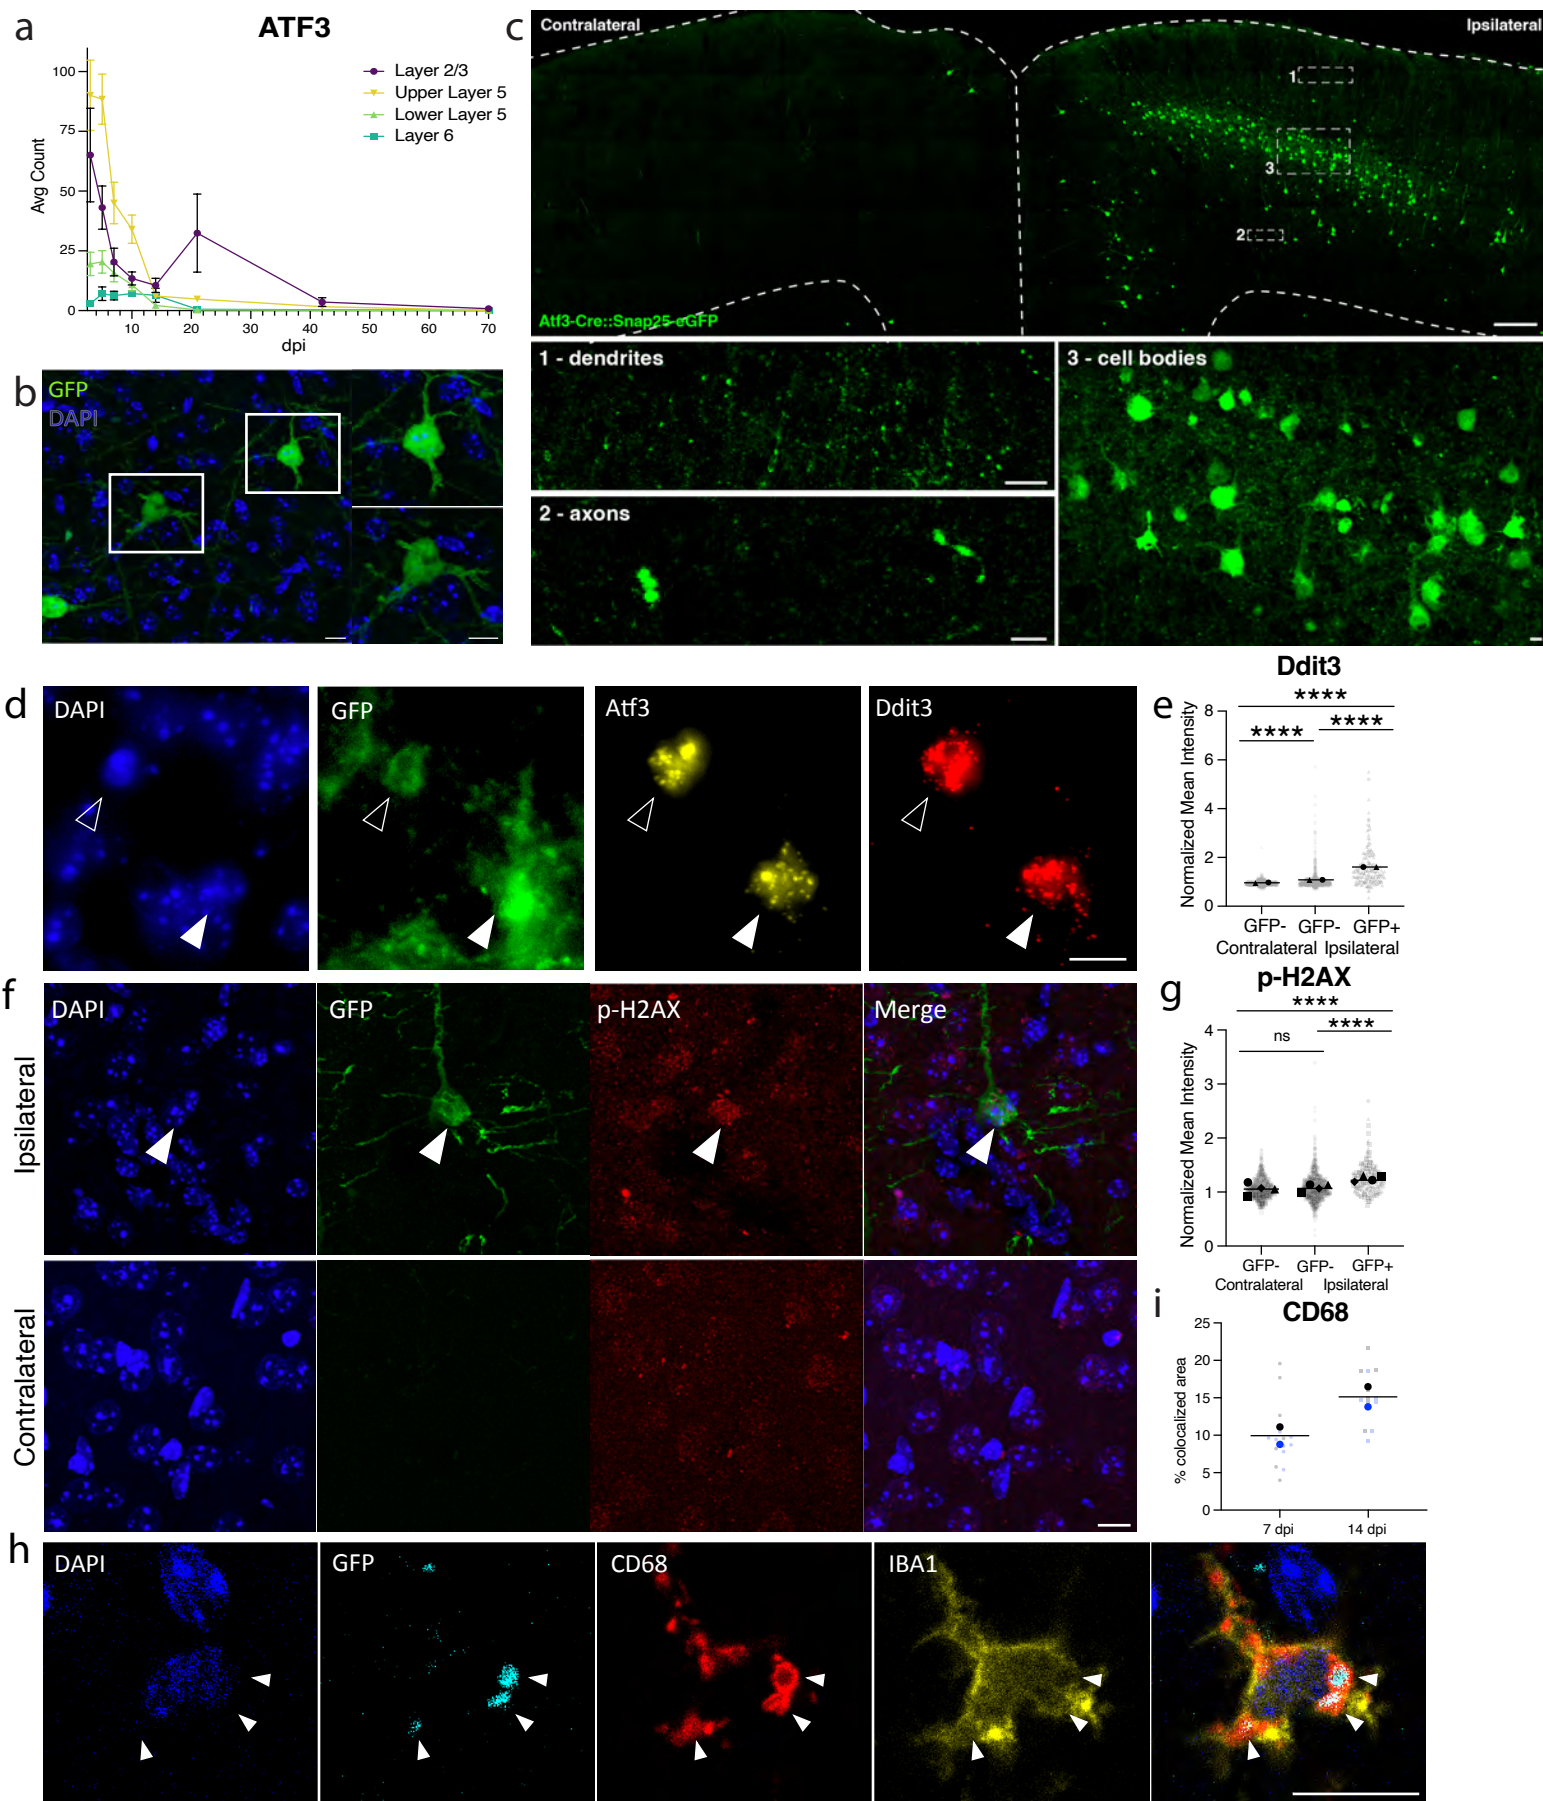 a
ATF3
Layer 2/3
Upper Layer 5
Lower Layer 5
Layer 6
Avg Count
100
75
50
25
0
10
20
30
40
50
60
70
dpi
b
GFP
DAPI
c
Contralateral
Ipsilateral
1
3
2
Atf3-Cre::Snap25-eGFP
1 - dendrites
2 - axons
3 - cell bodies
d
DAPI
GFP
Atf3
Ddit3
e
Ddit3
****
**** ****
Normalized Mean Intensity
8
6
4
2
0
GFP- GFP- GFP+
Contralateral Ipsilateral
f
Ipsilateral
DAPI
GFP
p-H2AX
Merge
Contralateral
g
p-H2AX
****
ns ****
Normalized Mean Intensity
4
3
2
1
0
GFP- GFP- GFP+
Contralateral Ipsilateral
h
DAPI
GFP
CD68
IBA1
i
CD68
% colocalized area
25
20
15
10
5
0
7 dpi 14 dpi